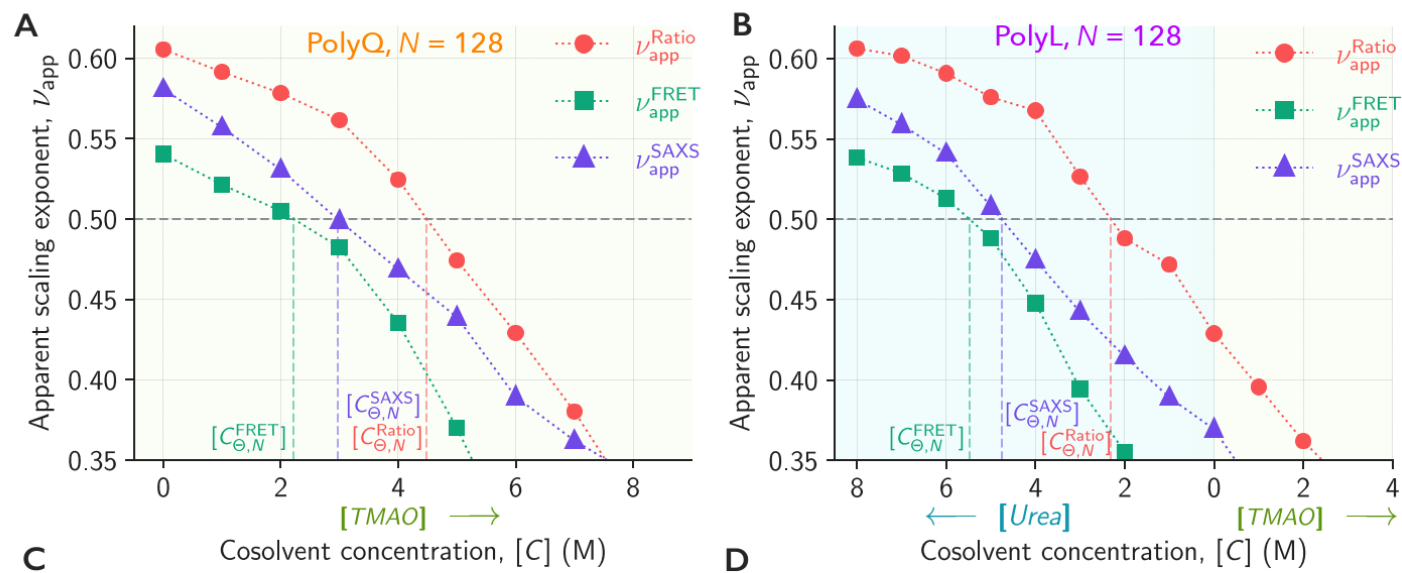 A
B
PolyQ, N = 128
ν_app^Ratio
ν_app^FRET
ν_app^SAXS
Apparent scaling exponent, ν_app
0.60
0.55
0.50
0.45
0.40
0.35
[C_Θ,N^FRET]
[C_Θ,N^SAXS]
[C_Θ,N^Ratio]
0 2 4 6 8
[TMAO] →
Cosolvent concentration, [C] (M)
PolyL, N = 128
ν_app^Ratio
ν_app^FRET
ν_app^SAXS
Apparent scaling exponent, ν_app
0.60
0.55
0.50
0.45
0.40
0.35
[C_Θ,N^FRET]
[C_Θ,N^SAXS]
[C_Θ,N^Ratio]
8 6 4 2 0 2 4
← [Urea] [TMAO] →
Cosolvent concentration, [C] (M)
C
D